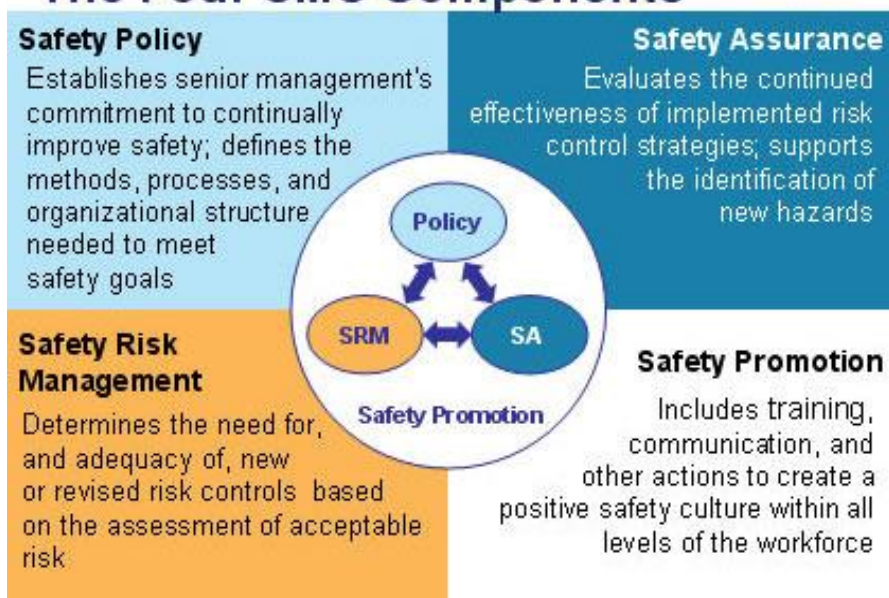 The Four SMS Components
Safety Policy
Establishes senior management's
commitment to continually
improve safety; defines the
methods, processes, and
organizational structure
needed to meet
safety goals
Safety Assurance
Evaluates the continued
effectiveness of implemented risk
control strategies; supports
the identification of
new hazards
Policy
SRM
SA
Safety Promotion
Safety Risk
Management
Determines the need for,
and adequacy of, new
or revised risk controls based
on the assessment of acceptable
risk
Safety Promotion
Includes training,
communication, and
other actions to create a
positive safety culture within all
levels of the workforce